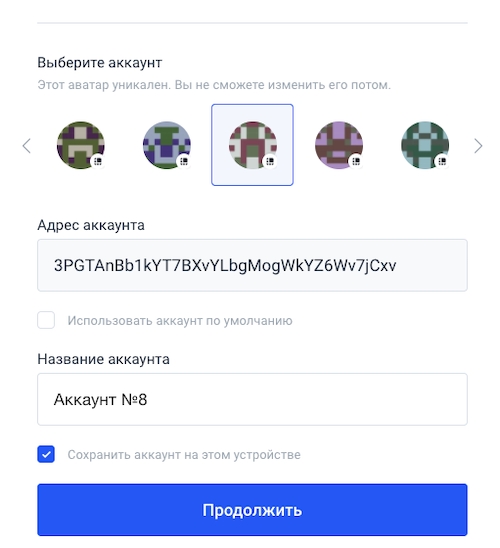 Выберите аккаунт
Этот аватар уникален. Вы не сможете изменить его потом.
Адрес аккаунта
3PGTAnBb1kYT7BXvYLbgMogWkYZ6Wv7jCxv
Использовать аккаунт по умолчанию
Название аккаунта
Аккаунт №8
Сохранить аккаунт на этом устройстве
Продолжить